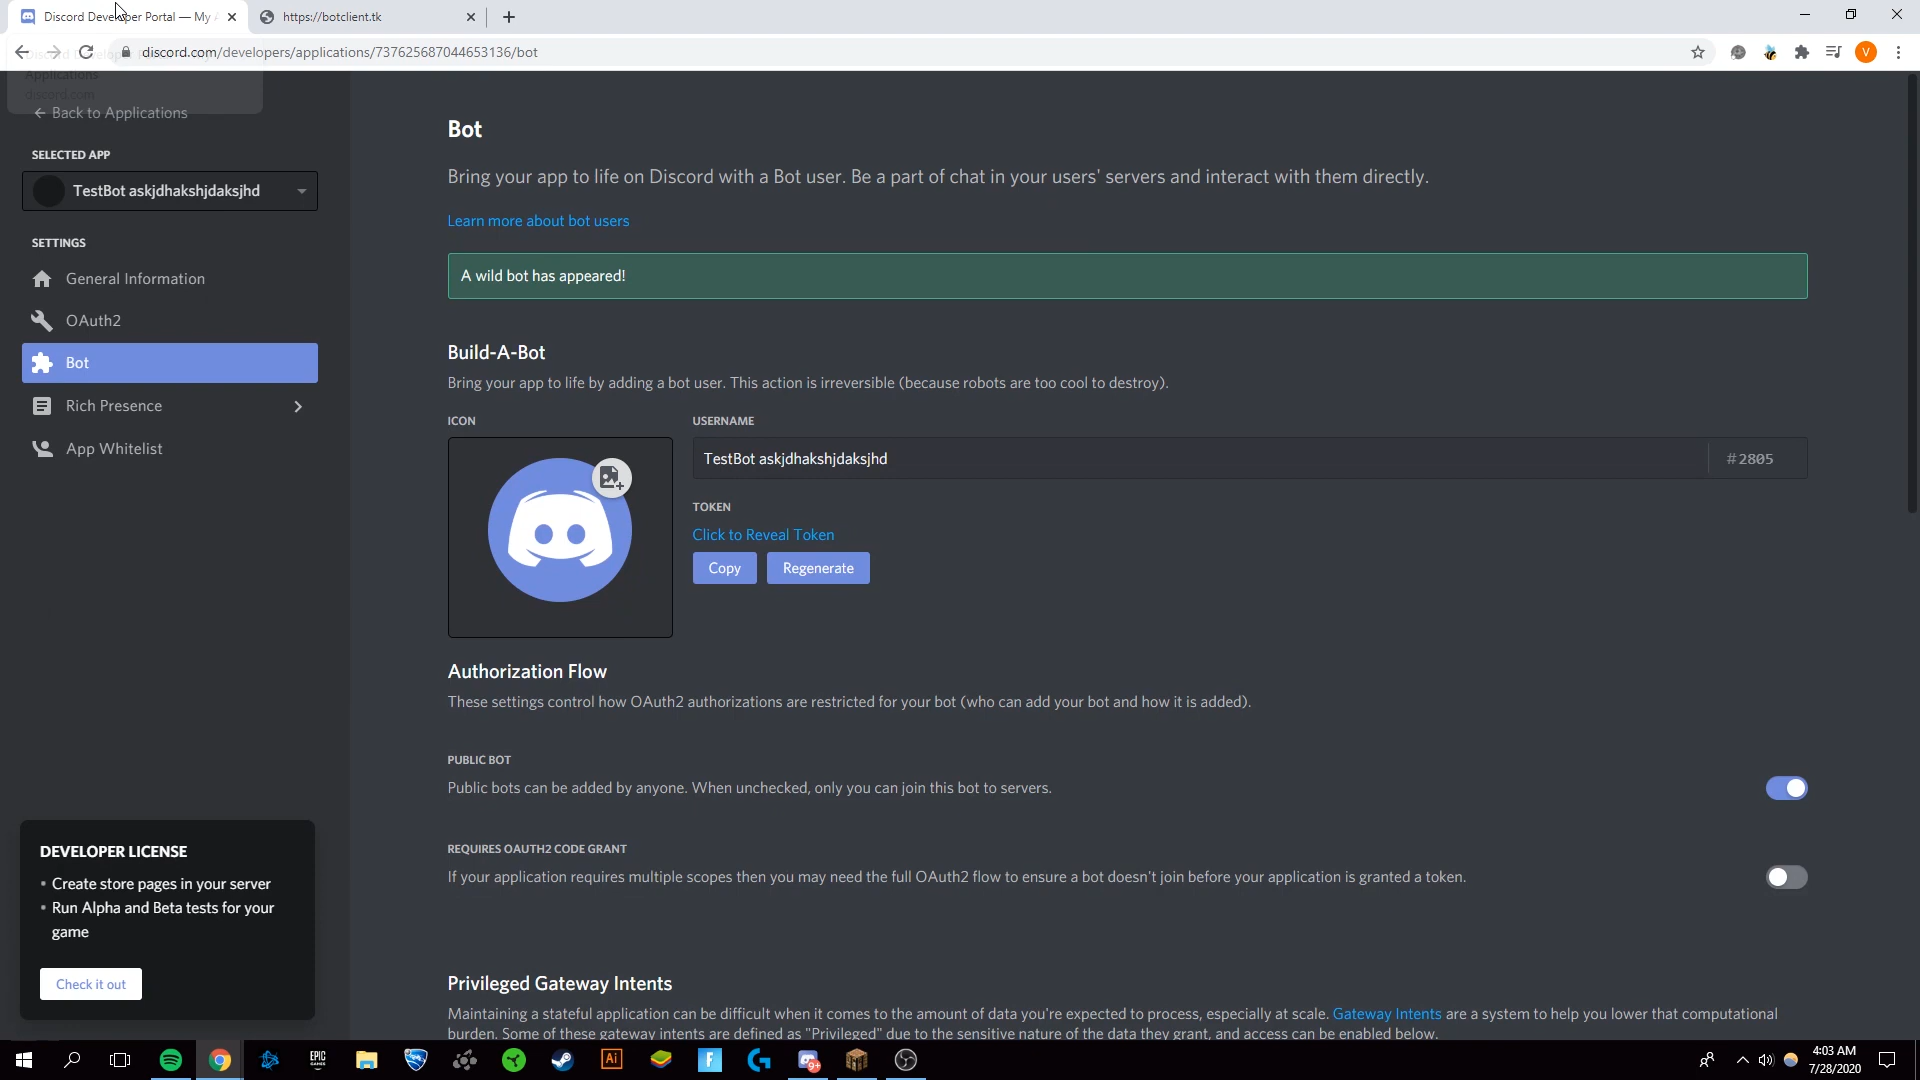 Discord Developer Portal — My
https://botclient.tk
discord.com/developers/applications/737625687044653136/bot
V
Applications
discord.com
← Back to Applications
SELECTED APP
TestBot askjdhakshjdaksjhd
SETTINGS
General Information
OAuth2
Bot
Rich Presence
App Whitelist
DEVELOPER LICENSE
• Create store pages in your server
• Run Alpha and Beta tests for your
game
Check it out
Bot
Bring your app to life on Discord with a Bot user. Be a part of chat in your users' servers and interact with them directly.
Learn more about bot users
A wild bot has appeared!
Build-A-Bot
Bring your app to life by adding a bot user. This action is irreversible (because robots are too cool to destroy).
ICON
USERNAME
TestBot askjdhakshjdaksjhd
#2805
TOKEN
Click to Reveal Token
Copy
Regenerate
Authorization Flow
These settings control how OAuth2 authorizations are restricted for your bot (who can add your bot and how it is added).
PUBLIC BOT
Public bots can be added by anyone. When unchecked, only you can join this bot to servers.
REQUIRES OAUTH2 CODE GRANT
If your application requires multiple scopes then you may need the full OAuth2 flow to ensure a bot doesn't join before your application is granted a token.
Privileged Gateway Intents
Maintaining a stateful application can be difficult when it comes to the amount of data you're expected to process, especially at scale. Gateway Intents are a system to help you lower that computational
burden. Some of these gateway intents are defined as "Privileged" due to the sensitive nature of the data they grant, and access can be enabled below.
EPIC
GAMES
Ai
F
G
9+
4:03 AM
7/28/2020